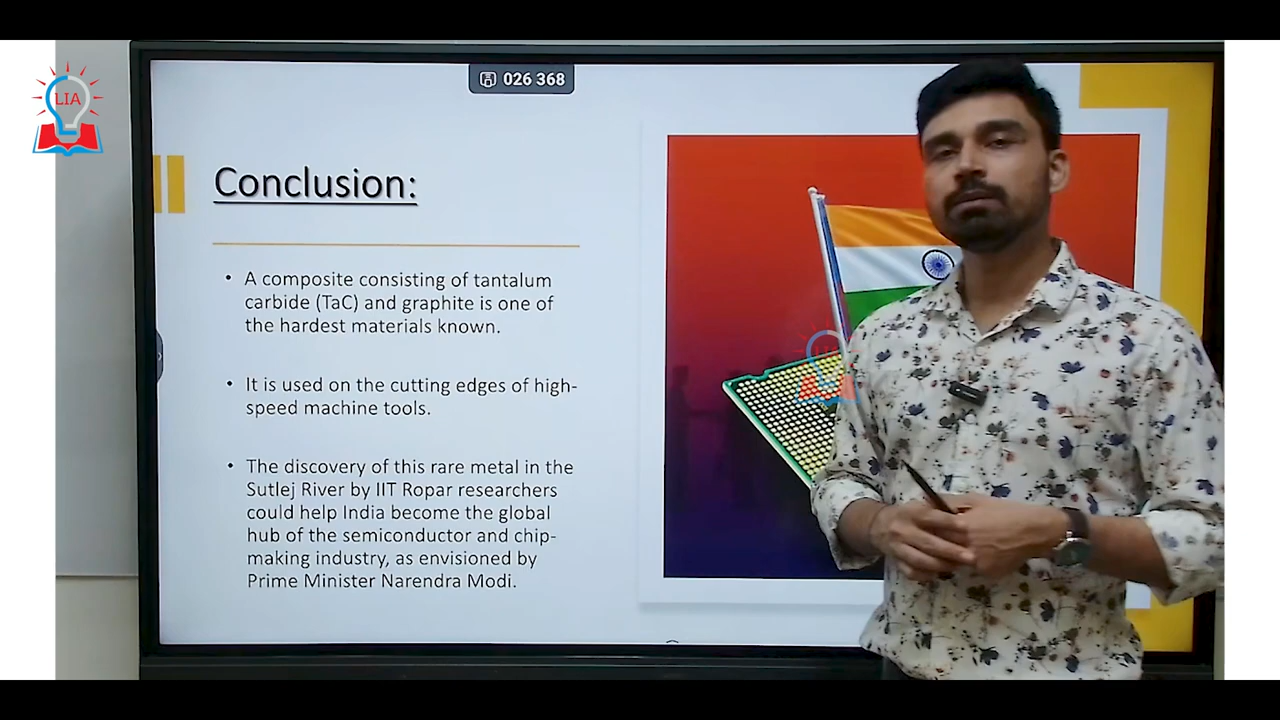 LIA
026 368
Conclusion:
• A composite consisting of tantalum
carbide (TaC) and graphite is one of
the hardest materials known.
• It is used on the cutting edges of high-
speed machine tools.
• The discovery of this rare metal in the
Sutlej River by IIT Ropar researchers
could help India become the global
hub of the semiconductor and chip-
making industry, as envisioned by
Prime Minister Narendra Modi.
LIA